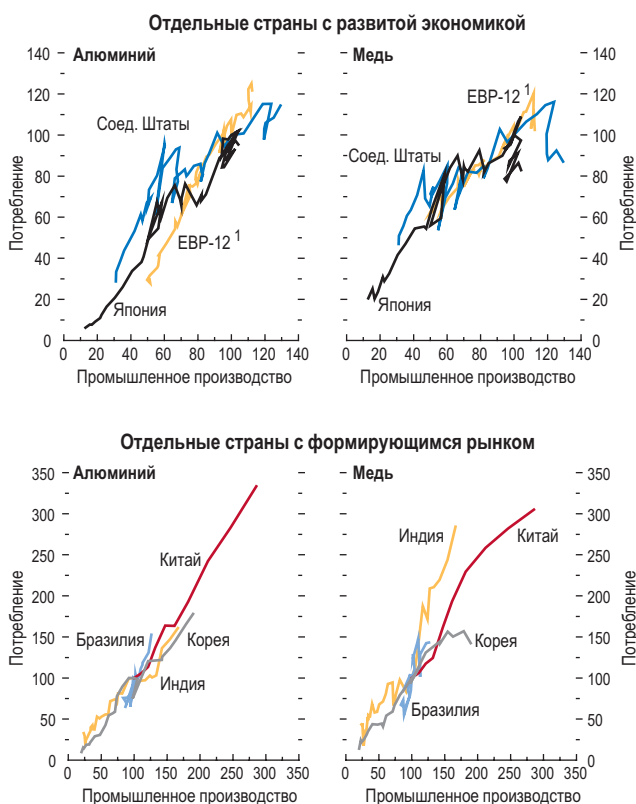 Отдельные страны с развитой экономикой
Алюминий
Медь
140
120
100
80
60
40
20
0
Потребление
Соед. Штаты
ЕВР-12 1
Япония
0 20 40 60 80 100 120 140
Промышленное производство
ЕВР-12 1
Соед. Штаты
Япония
140
120
100
80
60
40
20
0
Потребление
0 20 40 60 80 100 120 140
Промышленное производство
Отдельные страны с формирующимся рынком
Алюминий
Медь
350
300
250
200
150
100
50
0
Потребление
Китай
Бразилия
Корея
Индия
0 50 100 150 200 250 300 350
Промышленное производство
Индия
Китай
Корея
Бразилия
350
300
250
200
150
100
50
0
Потребление
0 50 100 150 200 250 300 350
Промышленное производство